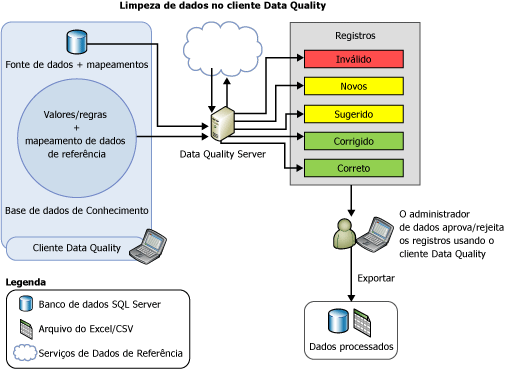 Limpeza de dados no cliente Data Quality
Fonte de dados + mapeamentos
Valores/regras
+
mapeamento de dados
de referência
Base de dados de Conhecimento
Cliente Data Quality
Data Quality Server
Registros
Inválido
Novos
Sugerido
Corrigido
Correto
O administrador
de dados aprova/rejeita
os registros usando o
cliente Data Quality
Exportar
Dados processados
Legenda
Banco de dados SQL Server
Arquivo do Excel/CSV
Serviços de Dados de Referência